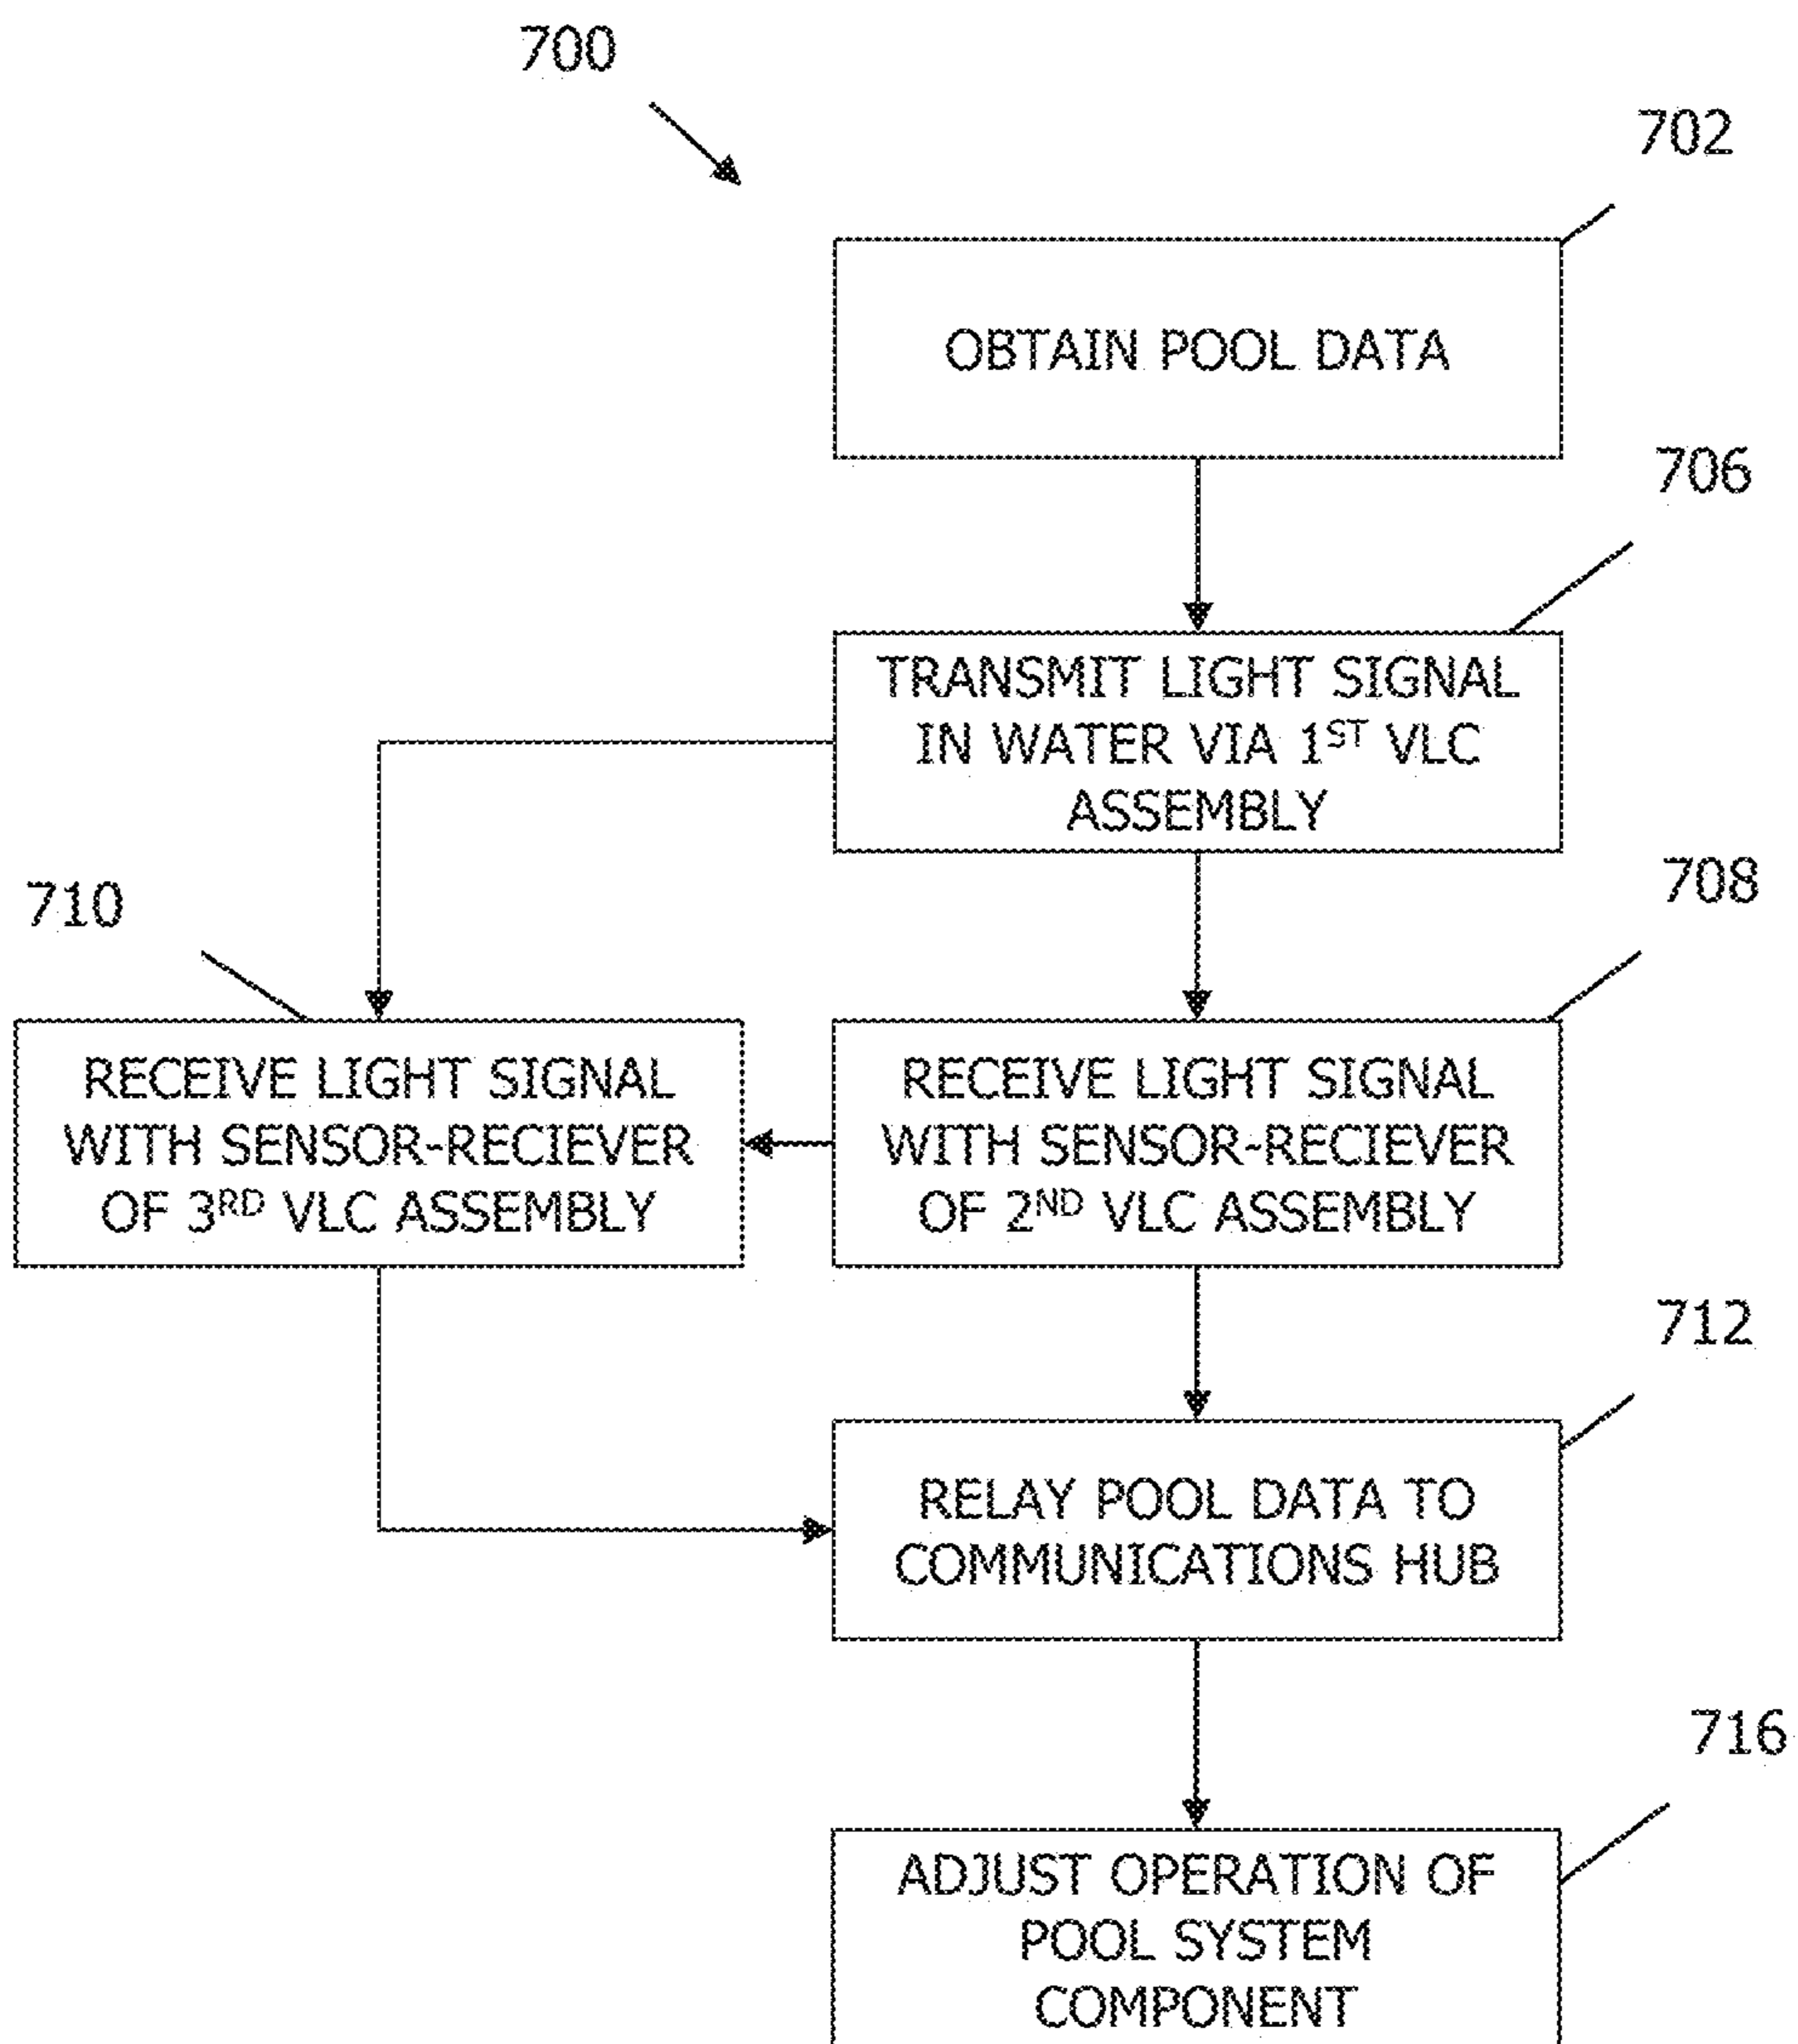 700
702
OBTAIN POOL DATA
706
TRANSMIT LIGHT SIGNAL
IN WATER VIA 1ST VLC
ASSEMBLY
710
708
RECEIVE LIGHT SIGNAL
WITH SENSOR-RECIEVER
OF 3RD VLC ASSEMBLY
RECEIVE LIGHT SIGNAL
WITH SENSOR-RECIEVER
OF 2ND VLC ASSEMBLY
712
RELAY POOL DATA TO
COMMUNICATIONS HUB
716
ADJUST OPERATION OF
POOL SYSTEM
COMPONENT